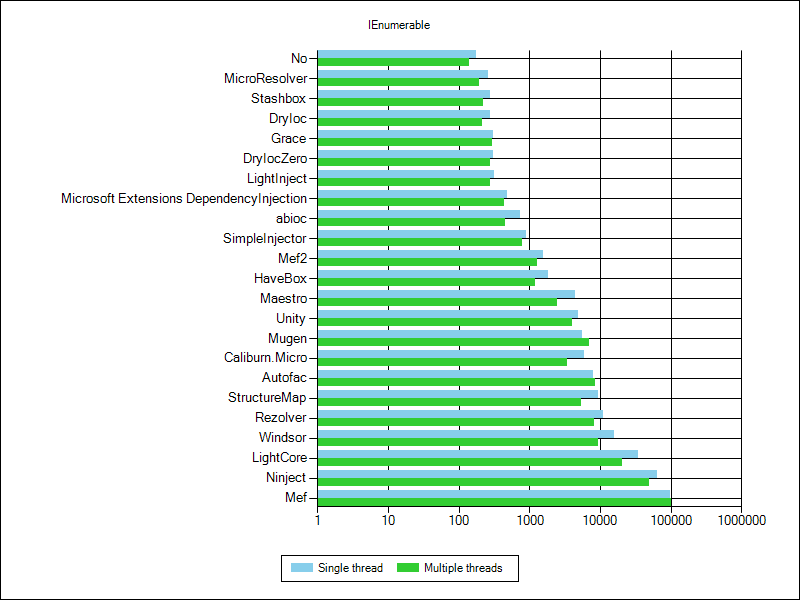 IEnumerable
No
MicroResolver
Stashbox
DryIoc
Grace
DryIocZero
LightInject
Microsoft Extensions DependencyInjection
abioc
SimpleInjector
Mef2
HaveBox
Maestro
Unity
Mugen
Caliburn.Micro
Autofac
StructureMap
Rezolver
Windsor
LightCore
Ninject
Mef
1 10 100 1000 10000 100000 1000000
Single thread Multiple threads